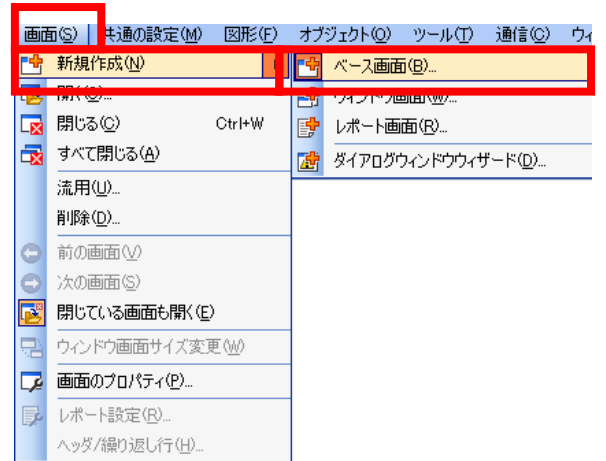 画面(S) 共通の設定(M) 図形(F) オブジェクト(O) ツール(T) 通信(C) ウィ
新規作成(N)
開く(O)...
閉じる(C) Ctrl+W
すべて閉じる(A)
流用(U)...
削除(D)...
前の画面(V)
次の画面(S)
閉じている画面も開く(E)
ウィンドウ画面サイズ変更(W)
画面のプロパティ(P)...
レポート設定(R)...
ヘッダ/繰り返し行(H)...
ベース画面(B)...
ウィンドウ画面(W)...
レポート画面(R)...
ダイアログウィンドウウィザード(D)...